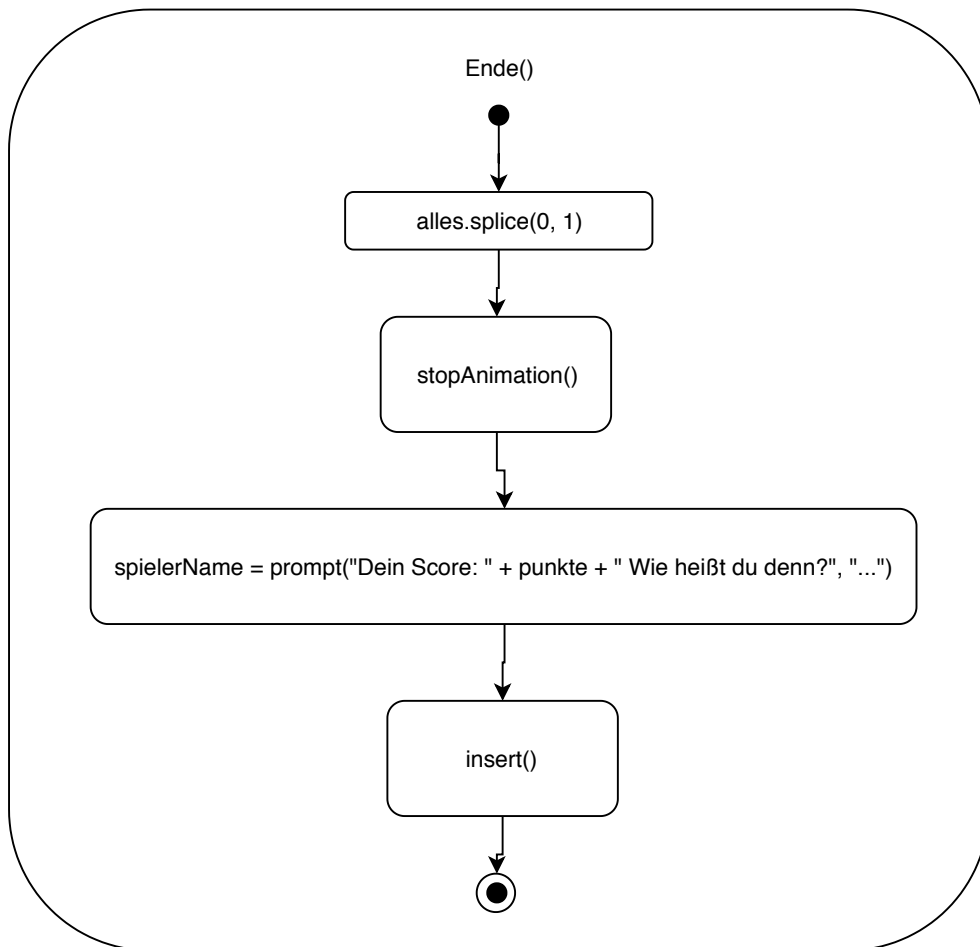 Ende()
alles.splice(0, 1)
stopAnimation()
spielerName = prompt("Dein Score: " + punkte + " Wie heißt du denn?", "...")
insert()